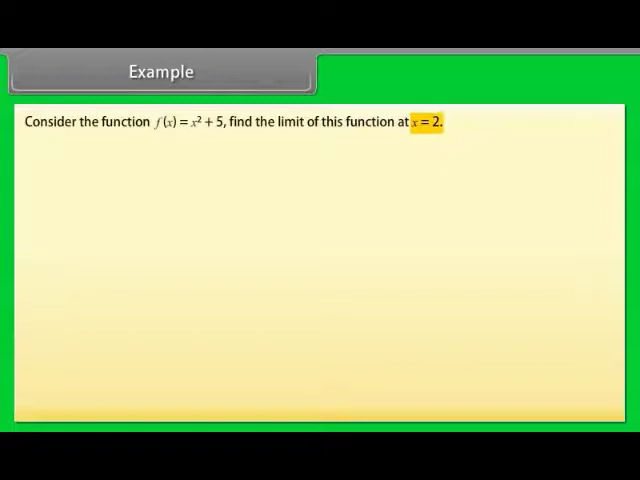 Example
Consider the function f (x) = x² + 5, find the limit of this function at x = 2.